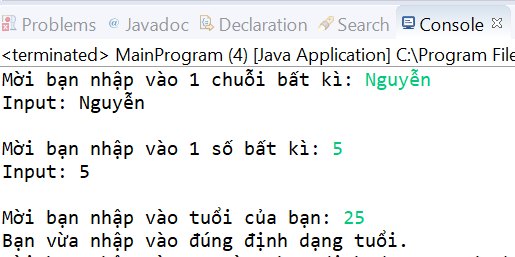 Problems @ Javadoc Declaration Search Console
<terminated> MainProgram (4) [Java Application] C:\Program File
Mời bạn nhập vào 1 chuỗi bất kì: Nguyễn
Input: Nguyễn
Mời bạn nhập vào 1 số bất kì: 5
Input: 5
Mời bạn nhập vào tuổi của bạn: 25
Bạn vừa nhập vào đúng định dạng tuổi.